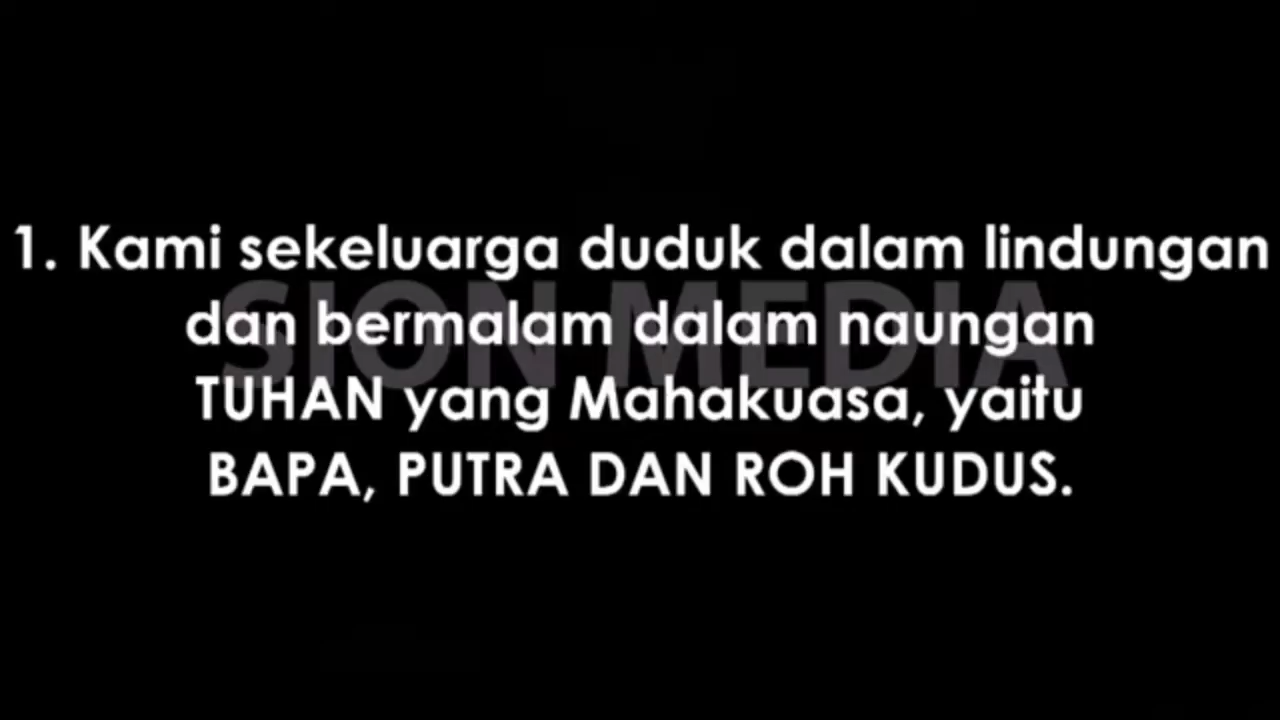 1. Kami sekeluarga duduk dalam lindungan
dan bermalam dalam naungan
SION MEDIA
TUHAN yang Mahakuasa, yaitu
BAPA, PUTRA DAN ROH KUDUS.